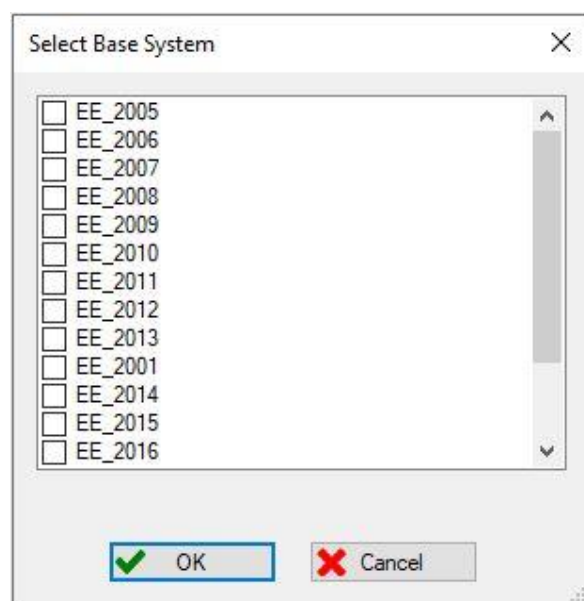 Select Base System
EE_2005
EE_2006
EE_2007
EE_2008
EE_2009
EE_2010
EE_2011
EE_2012
EE_2013
EE_2001
EE_2014
EE_2015
EE_2016
OK
Cancel